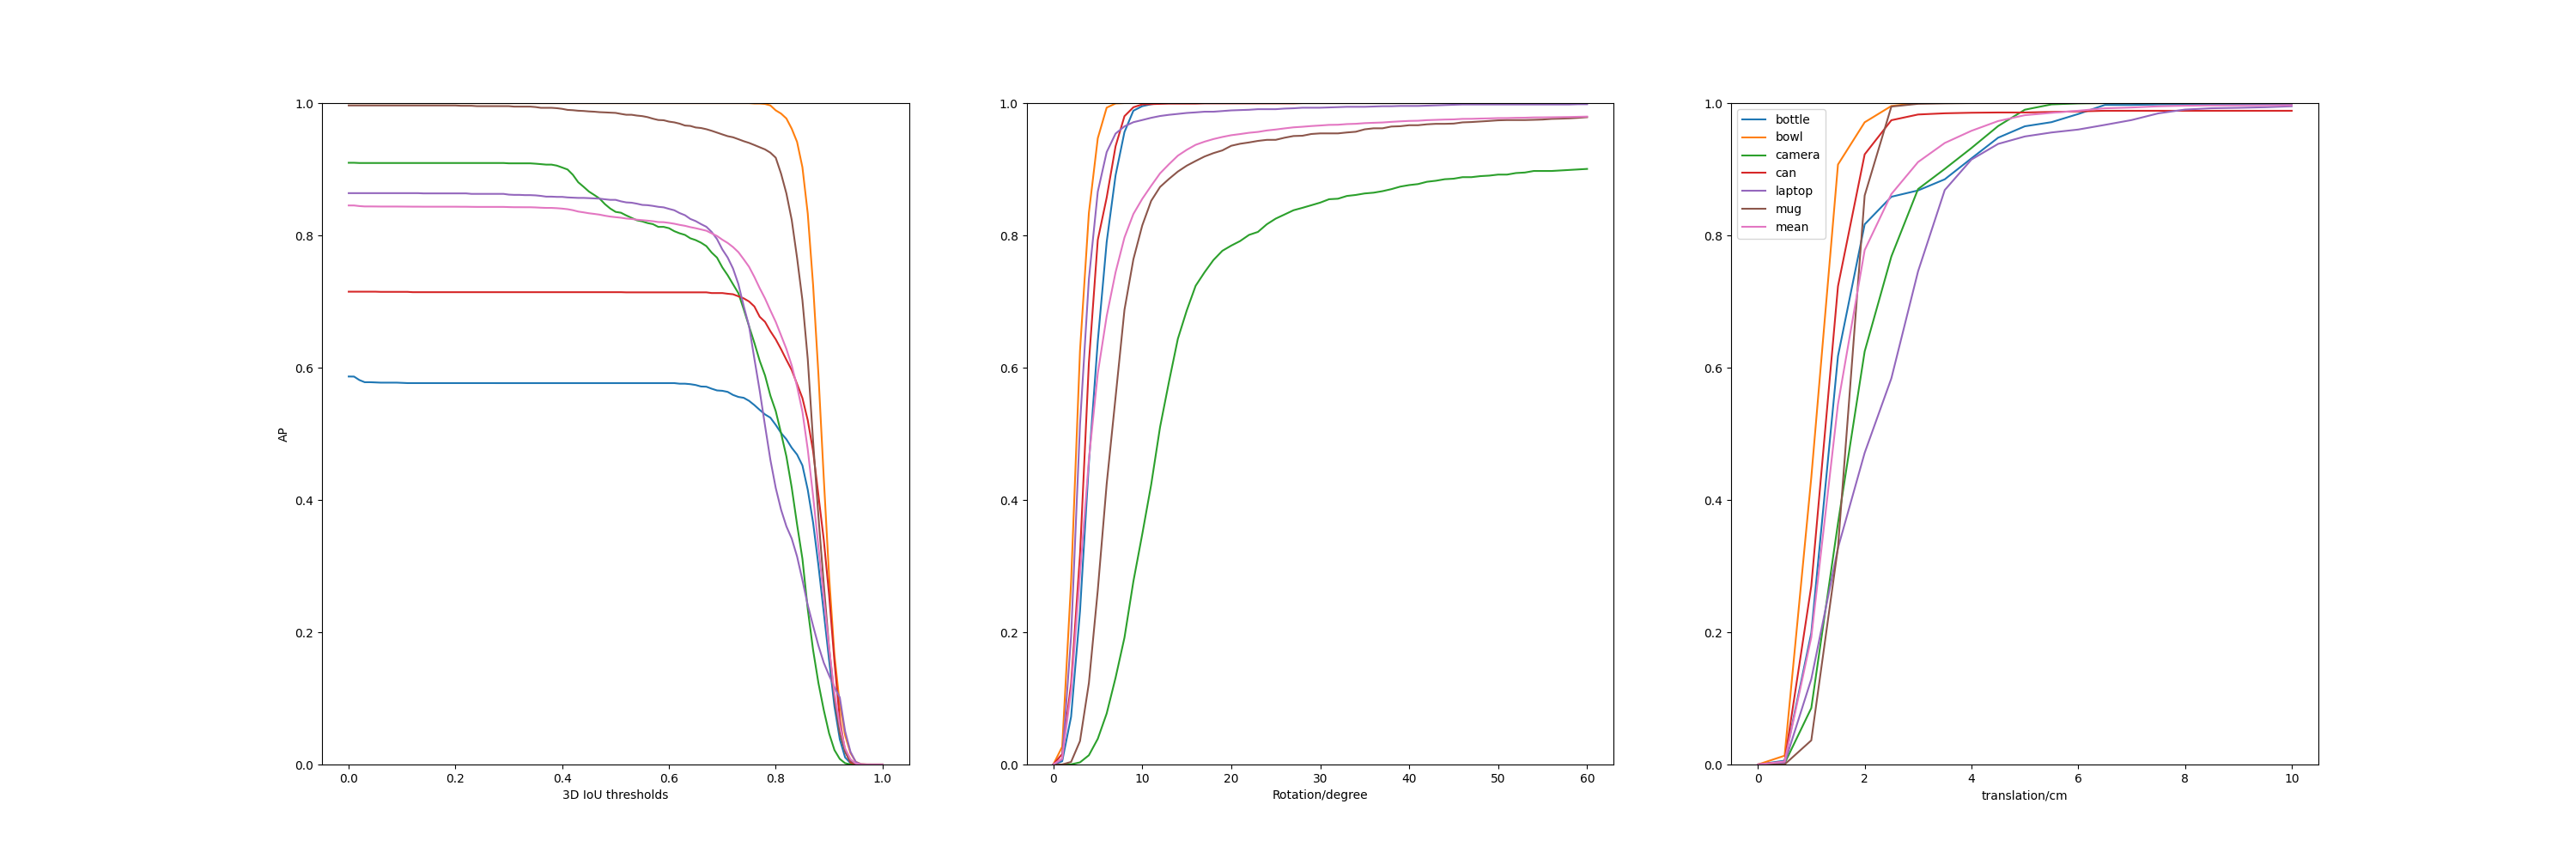 AP
1.0
0.8
0.6
0.4
0.2
0.0
0.0 0.2 0.4 0.6 0.8 1.0
3D IoU thresholds
1.0
0.8
0.6
0.4
0.2
0.0
0 10 20 30 40 50 60
Rotation/degree
1.0
0.8
0.6
0.4
0.2
0.0
bottle
bowl
camera
can
laptop
mug
mean
0 2 4 6 8 10
translation/cm